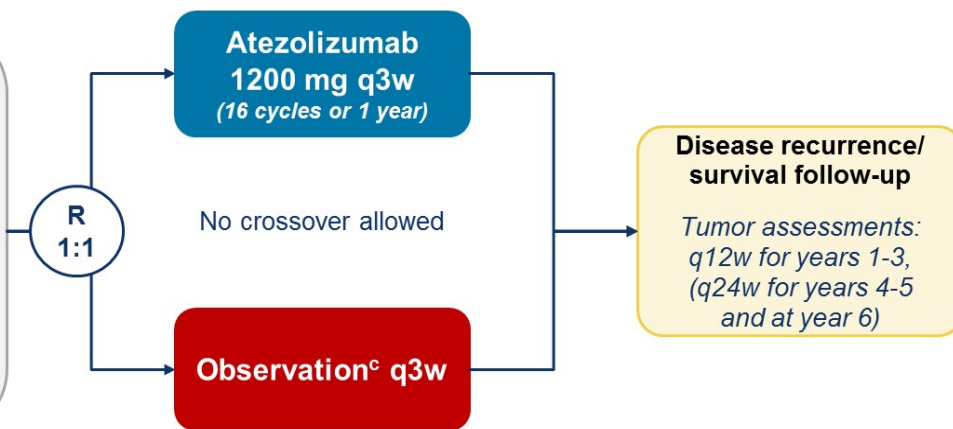 Atezolizumab
1200 mg q3w
(16 cycles or 1 year)
R
1:1
No crossover allowed
Observationᶜ q3w
Disease recurrence/
survival follow-up
Tumor assessments:
q12w for years 1-3,
(q24w for years 4-5
and at year 6)